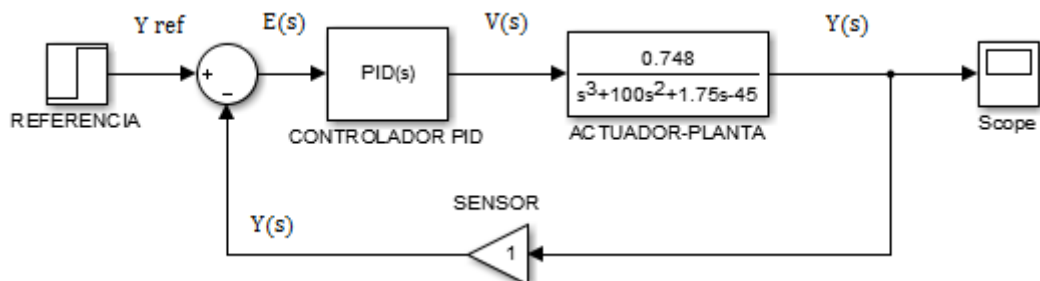 Y ref
E(s)
V(s)
Y(s)
+
−
PID(s)
0.748
s³+100s²+1.75s-45
REFERENCIA
CONTROLADOR PID
ACTUADOR-PLANTA
Scope
SENSOR
Y(s)
1